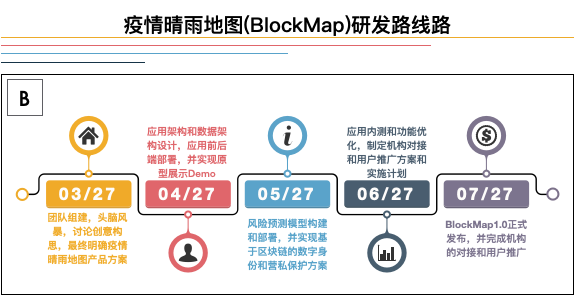 疫情晴雨地图(BlockMap)研发路线路
B
03/27
团队组建，头脑风
暴，讨论创意构
思，最终明确疫情
晴雨地图产品方案
应用架构和数据架
构设计，应用前后
端部署，并实现原
型展示Demo
04/27
05/27
风险预测模型构建
和部署，并实现基
于区块链的数字身
份和营私保护方案
应用内测和功能优
化，制定机构对接
和用户推广方案和
实施计划
06/27
07/27
BlockMap1.0正式
发布，并完成机构
的对接和用户推广